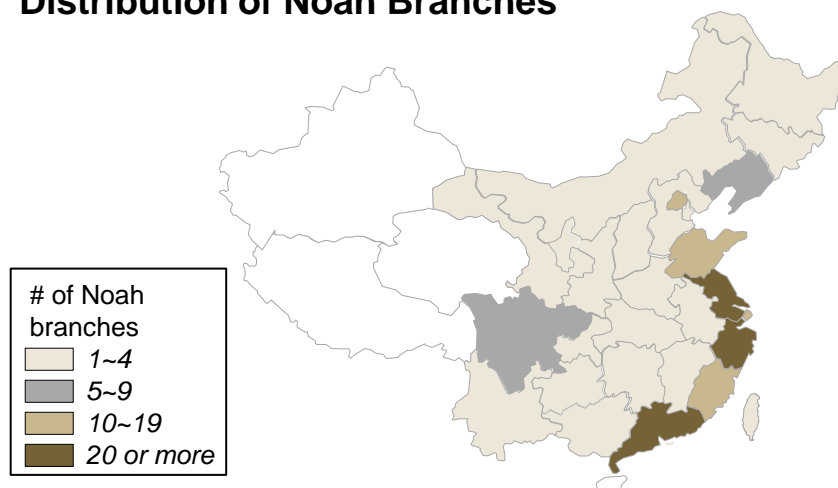 Distribution of Noah Branches
# of Noah
branches
1~4
5~9
10~19
20 or more